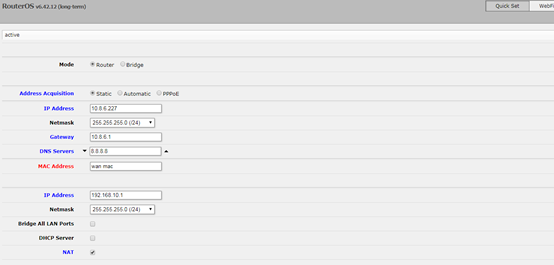 RouterOS v6.42.12 (long-term) Quick Set WebF
active
Mode Router Bridge
Address Acquisition Static Automatic PPPoE
IP Address 10.8.6.227
Netmask 255.255.255.0 (/24)
Gateway 10.8.6.1
DNS Servers 8.8.8.8
MAC Address wan mac
IP Address 192.168.10.1
Netmask 255.255.255.0 (/24)
Bridge All LAN Ports
DHCP Server
NAT